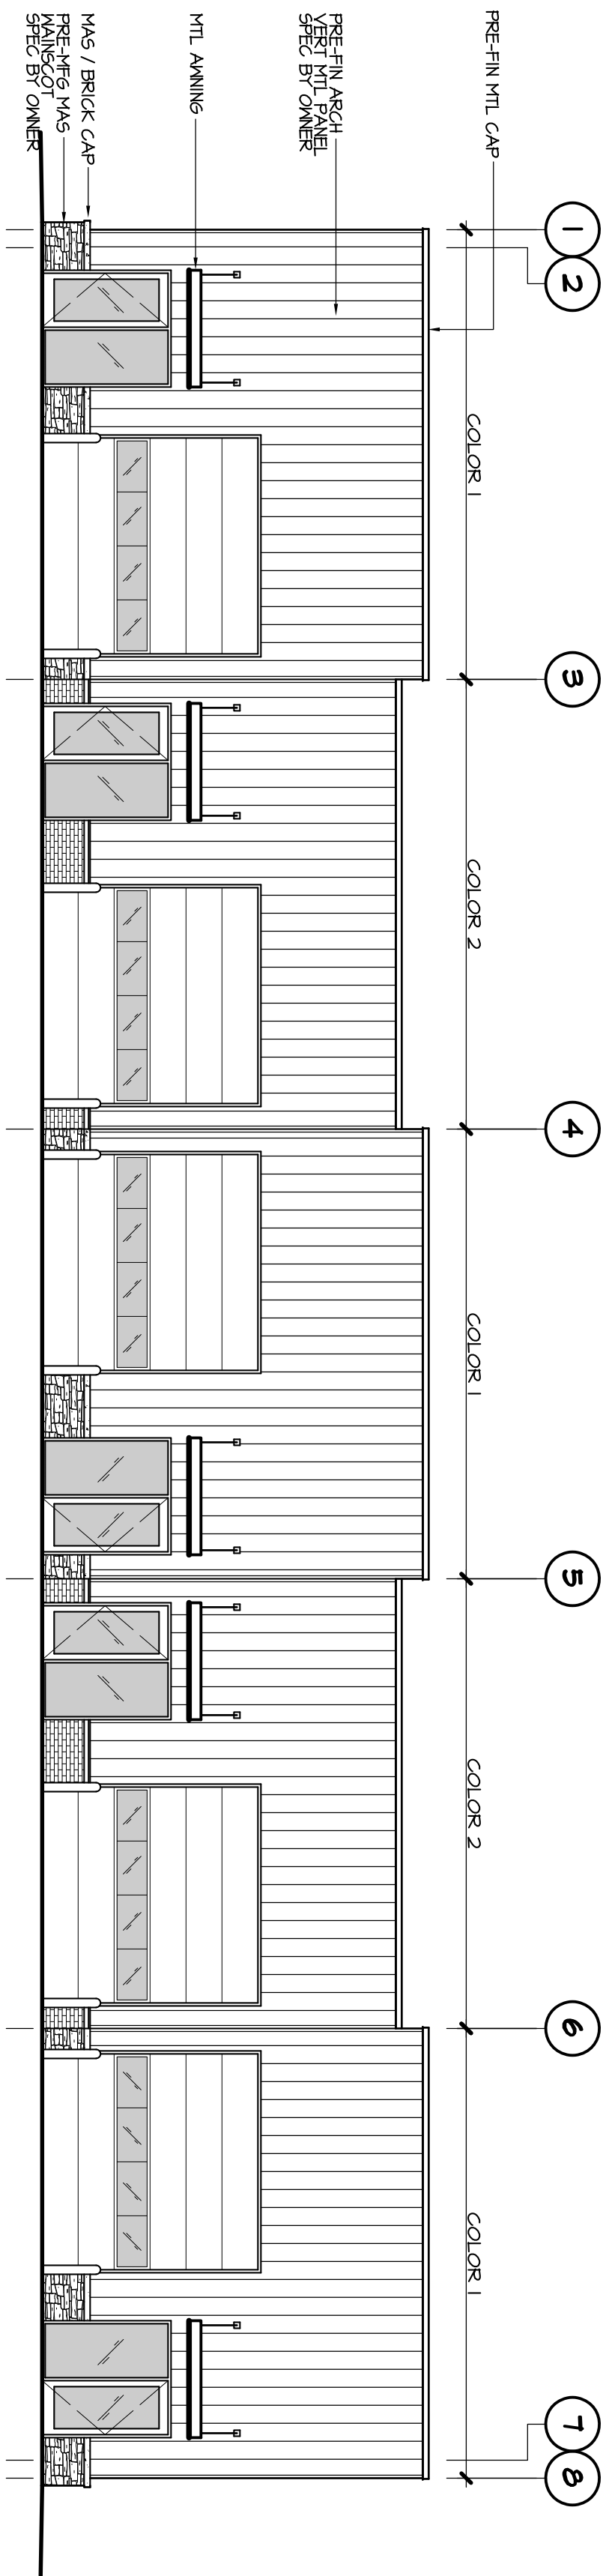 1
2
3
4
5
6
7
8
PRE-FIN MTL CAP
COLOR 1
COLOR 2
COLOR 1
COLOR 2
COLOR 1
PRE-FIN ARCH
VERT MTL PANEL
SPEC BY OWNER
MTL AWNING
MAS / BRICK CAP
PRE-MFG MAS
WAINSCOT
SPEC BY OWNER